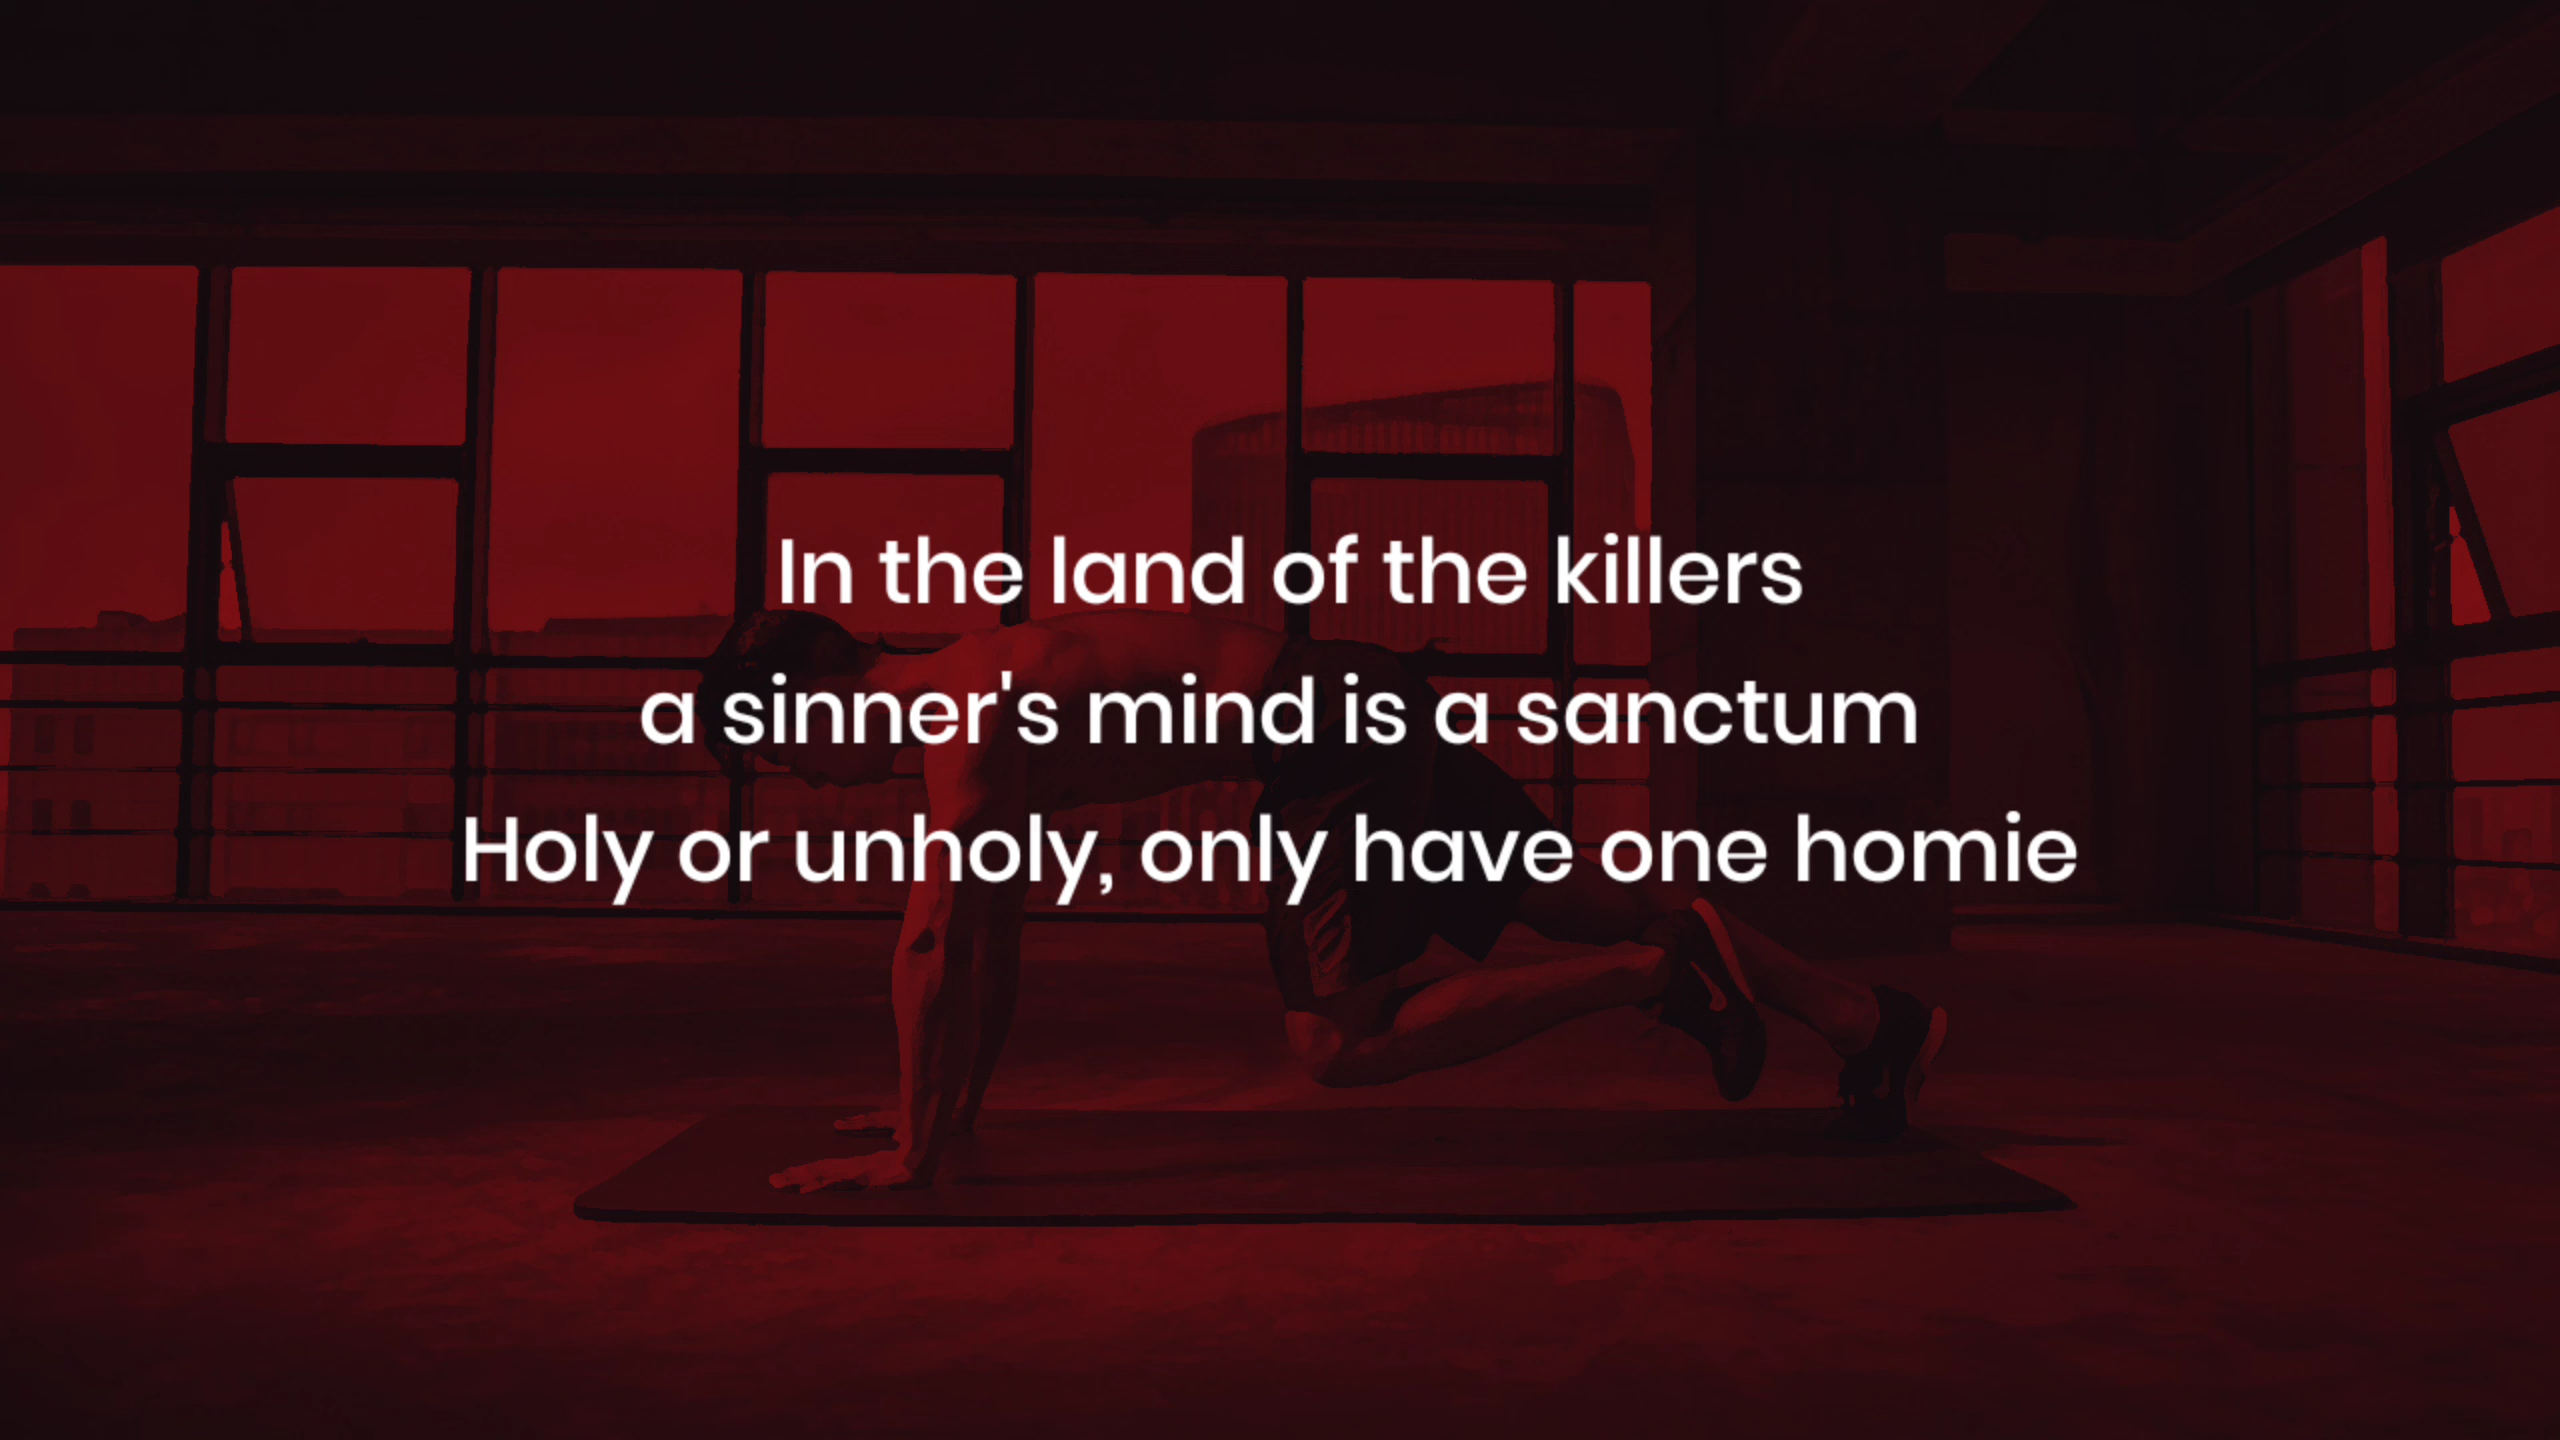 In the land of the killers
a sinner's mind is a sanctum
Holy or unholy, only have one homie